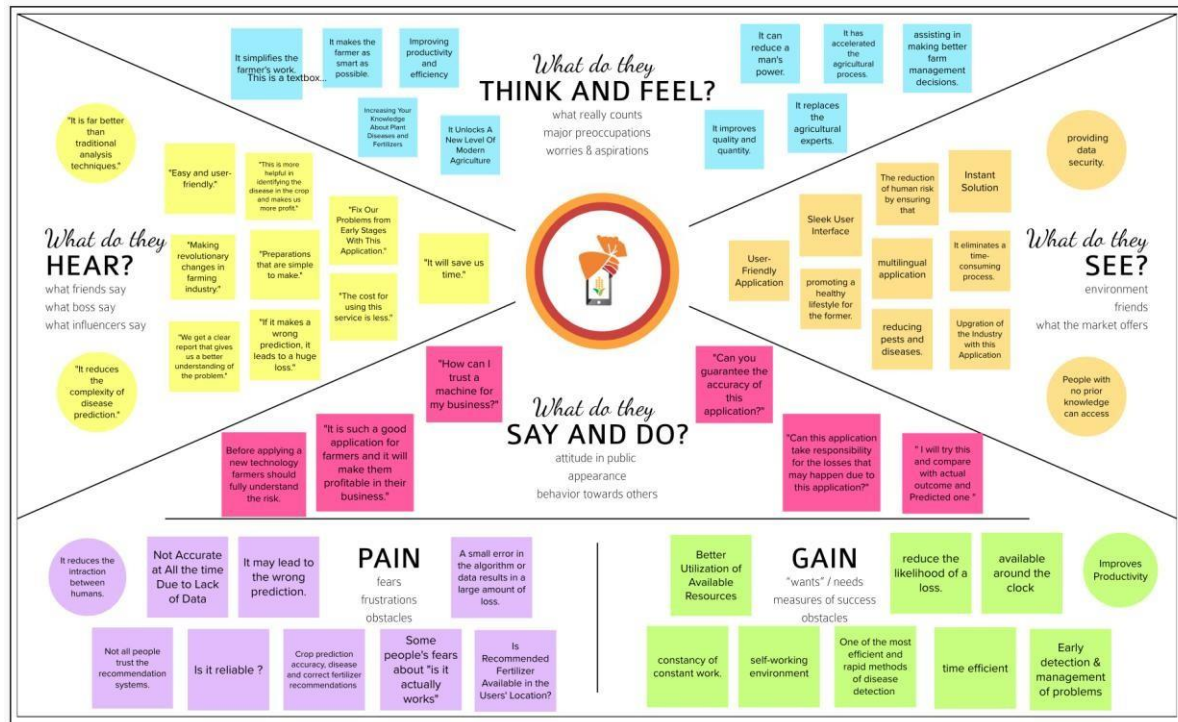 What do they
THINK AND FEEL?
what really counts
major preoccupations
worries & aspirations
It simplifies the
farmer's work.
This is a textbox...
It makes the
farmer as
smart as
possible.
Improving
productivity
and
efficiency
Increasing Your
Knowledge
About Plant
Diseases and
Fertilizers
It Unlocks A
New Level Of
Modern
Agriculture
It can
reduce a
man's
power.
It has
accelerated the
agricultural
process.
assisting in
making better
farm
management
decisions.
It improves
quality and
quantity.
It replaces
the
agricultural
experts.
What do they
HEAR?
what friends say
what boss say
what influencers say
"It is far better
than
traditional
analysis
techniques."
"Easy and user-
friendly."
"This is more
helpful in
identifying the
disease in the crop
and makes us
more profit."
"Fix Our
Problems from
Early Stages
With This
Application."
"Making
revolutionary
changes in
farming
industry."
"Preparations
that are simple
to make."
"It will save us
time."
"The cost for
using this
service is less."
"We get a clear
report that gives
us a better
understanding of
the problem."
"If it makes a
wrong
prediction, it
leads to a huge
loss."
"It reduces
the
complexity of
disease
prediction."
What do they
SEE?
environment
friends
what the market offers
providing
data
security.
The reduction
of human risk
by ensuring
that
Instant
Solution
Sleek User
Interface
User-
Friendly
Application
multilingual
application
It eliminates a
time-
consuming
process.
promoting a
healthy
lifestyle for
the former.
reducing
pests and
diseases.
Upgration of
the Industry
with this
Application
People with
no prior
knowledge
can access
What do they
SAY AND DO?
attitude in public
appearance
behavior towards others
"How can I
trust a
machine for
my business?"
"It is such a good
application for
farmers and it will
make them
profitable in their
business."
Before applying a
new technology
farmers should
fully understand
the risk.
"Can you
guarantee the
accuracy of
this
application?"
"Can this application
take responsibility
for the losses that
may happen due to
this application?"
" I will try this
and compare
with actual
outcome and
Predicted one "
PAIN
fears
frustrations
obstacles
It reduces the
intraction
between
humans.
Not Accurate
at All the time
Due to Lack
of Data
It may lead to
the wrong
prediction.
A small error in
the algorithm or
data results in a
large amount of
loss.
Not all people
trust the
recommendation
systems.
Is it reliable ?
Crop prediction
accuracy, disease
and correct fertilizer
recommendations
Some
people's fears
about "is it
actually
works"
Is
Recommended
Fertilizer
Available in the
Users' Location?
GAIN
"wants" / needs
measures of success
obstacles
Better
Utilization of
Available
Resources
reduce the
likelihood of a
loss.
available
around the
clock
Improves
Productivity
constancy of
constant work.
self-working
environment
One of the most
efficient and
rapid methods
of disease
detection
time efficient
Early
detection &
management
of problems